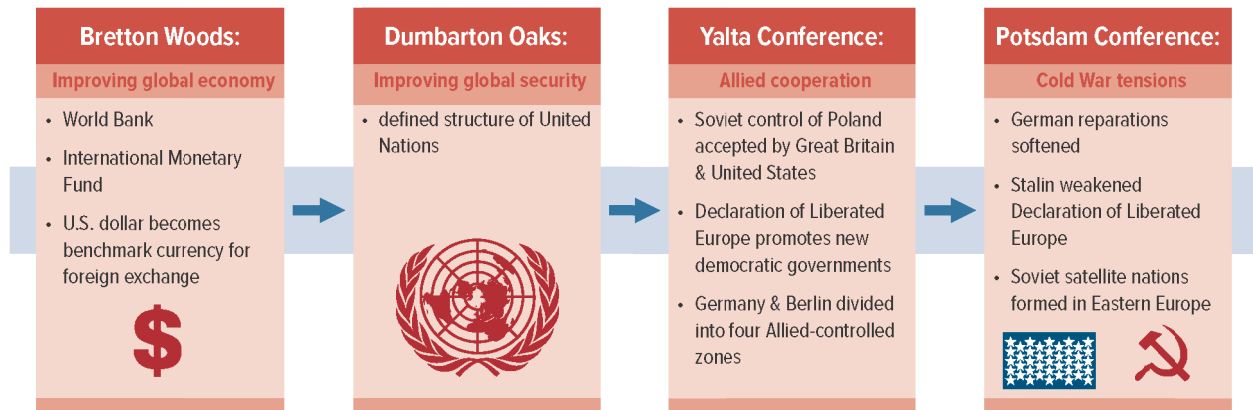 Bretton Woods:
Improving global economy
• World Bank
• International Monetary
Fund
• U.S. dollar becomes
benchmark currency for
foreign exchange
$
Dumbarton Oaks:
Improving global security
• defined structure of United
Nations
Yalta Conference:
Allied cooperation
• Soviet control of Poland
accepted by Great Britain
& United States
• Declaration of Liberated
Europe promotes new
democratic governments
• Germany & Berlin divided
into four Allied-controlled
zones
Potsdam Conference:
Cold War tensions
• German reparations
softened
• Stalin weakened
Declaration of Liberated
Europe
• Soviet satellite nations
formed in Eastern Europe